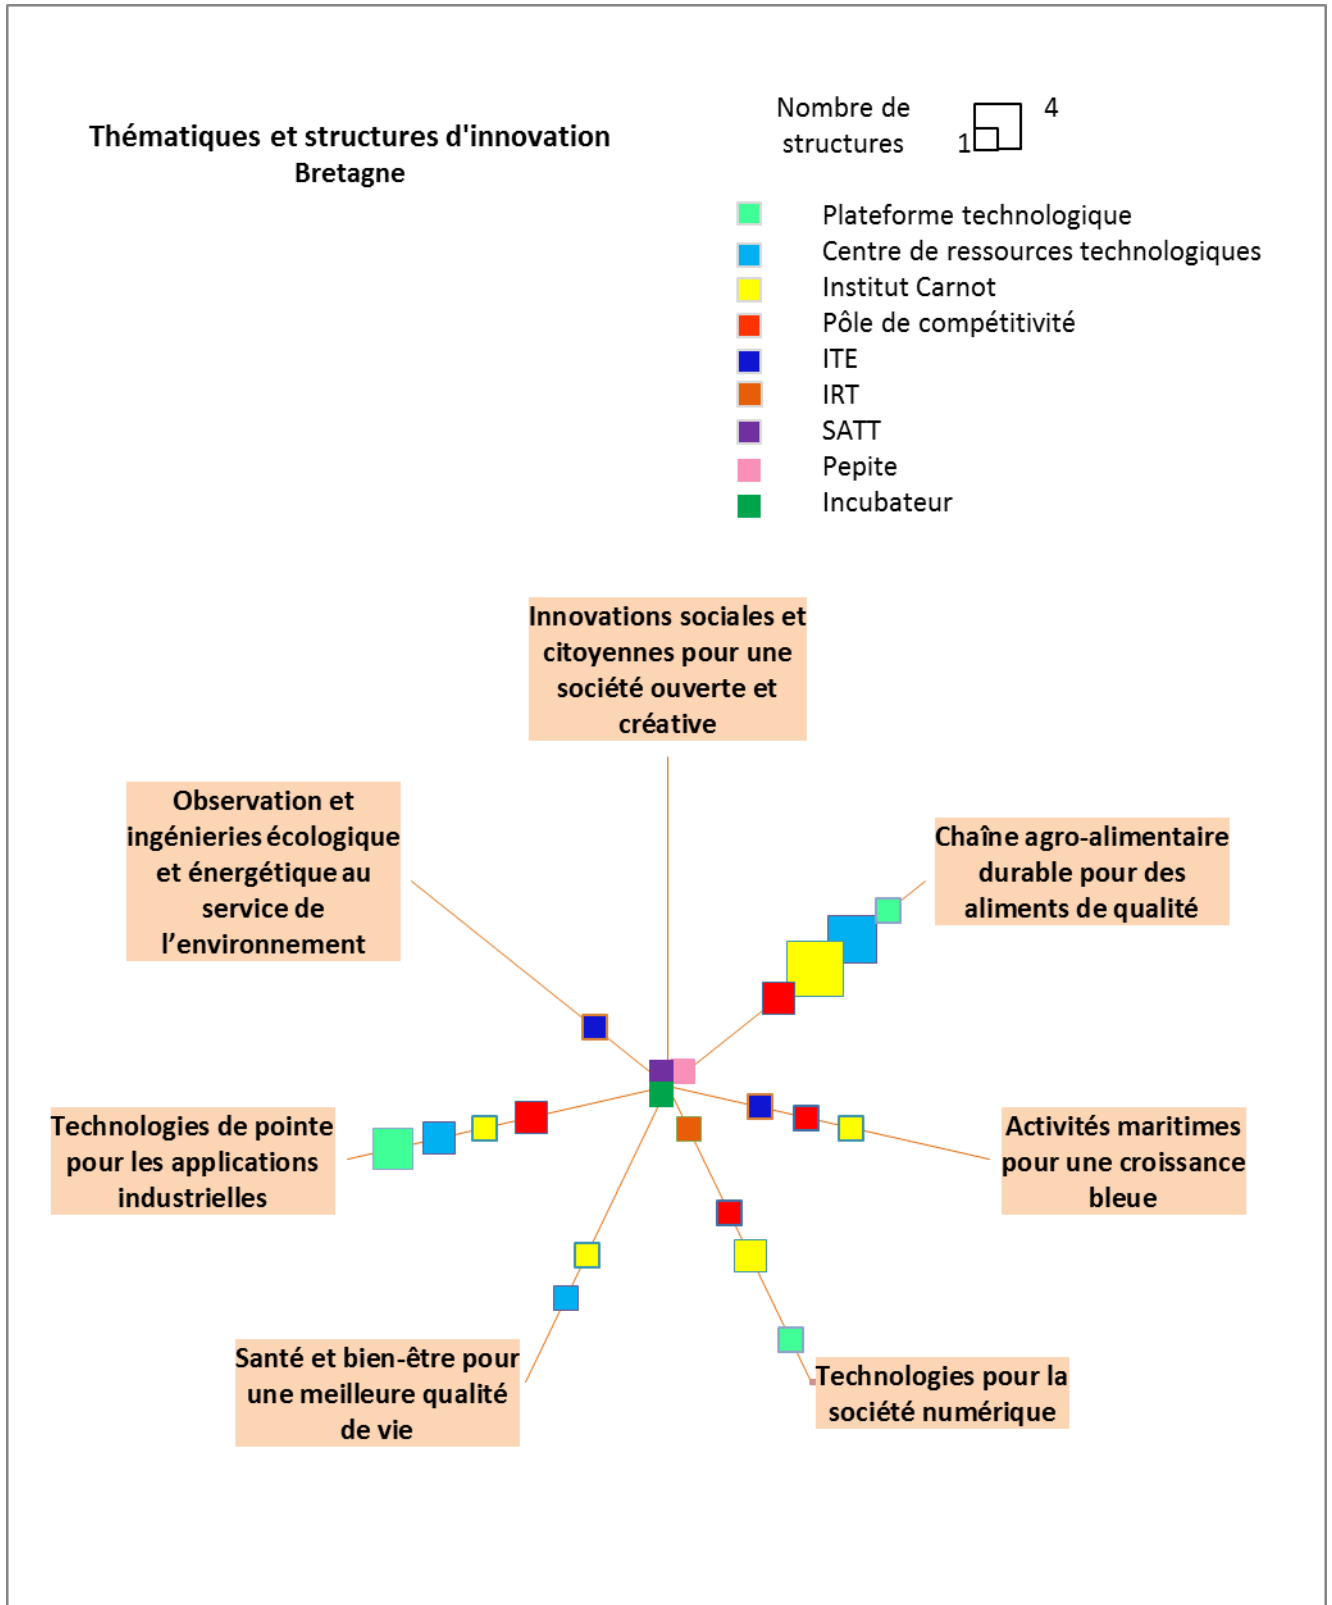 Thématiques et structures d'innovation
Bretagne
Nombre de
structures
4
1
Plateforme technologique
Centre de ressources technologiques
Institut Carnot
Pôle de compétitivité
ITE
IRT
SATT
Pepite
Incubateur
Innovations sociales et
citoyennes pour une
société ouverte et
créative
Observation et
ingénieries écologique
et énergétique au
service de
l’environnement
Chaîne agro-alimentaire
durable pour des
aliments de qualité
Technologies de pointe
pour les applications
industrielles
Activités maritimes
pour une croissance
bleue
Santé et bien-être pour
une meilleure qualité
de vie
Technologies pour la
société numérique